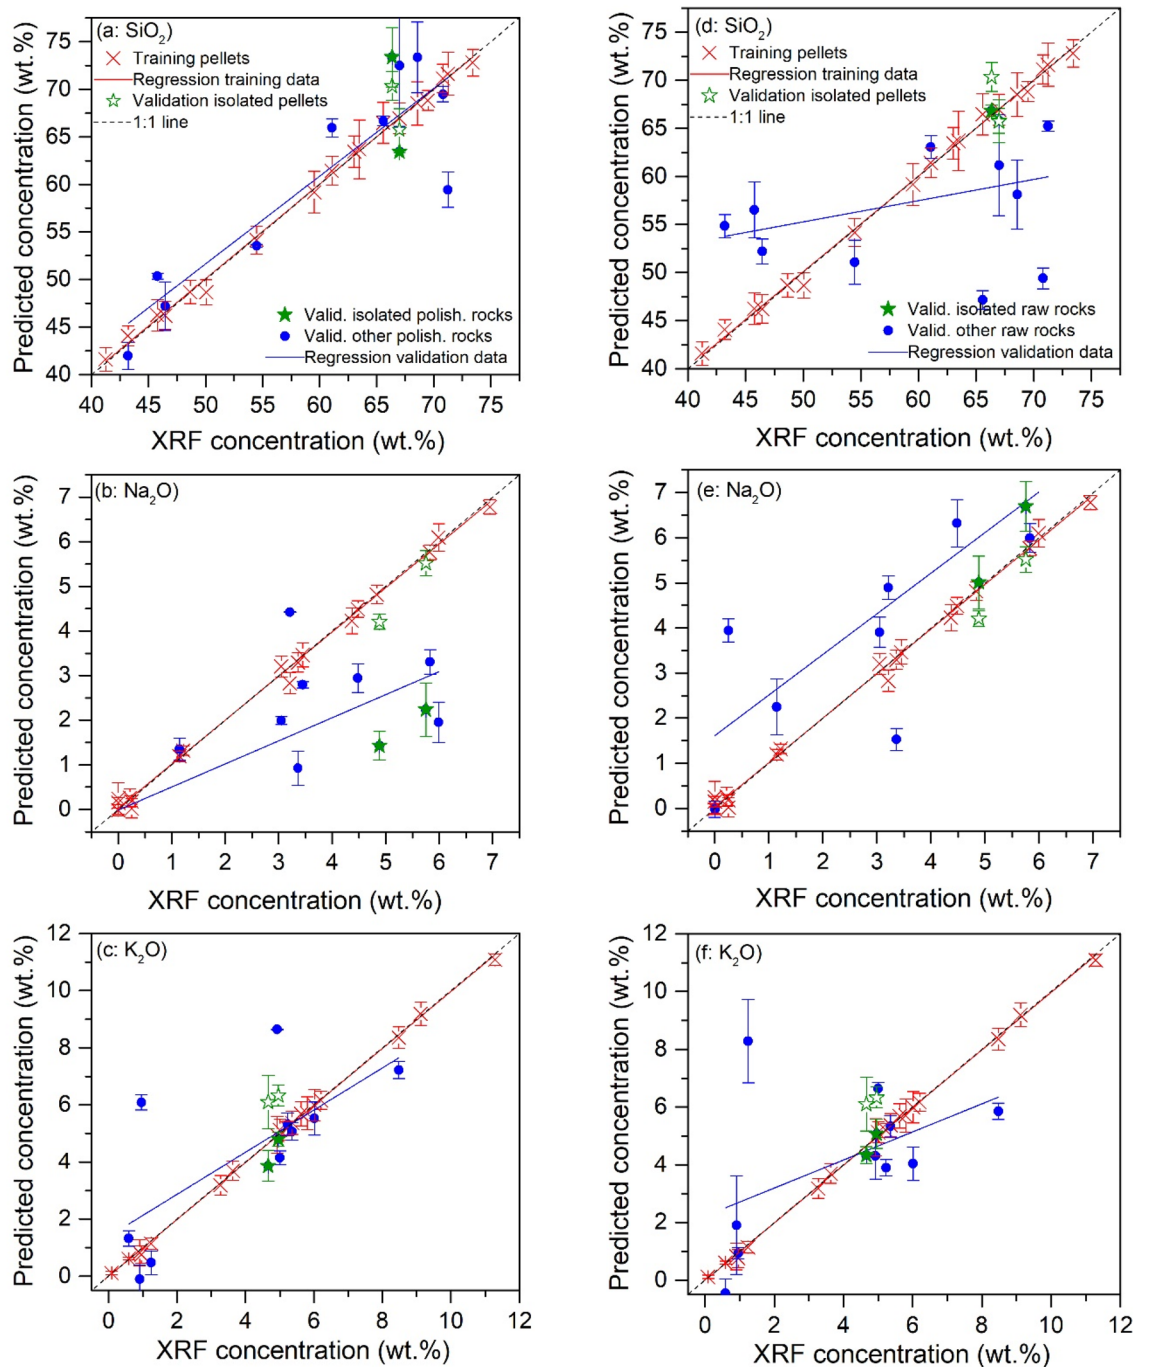 (a: SiO₂)
Training pellets
Regression training data
Validation isolated pellets
1:1 line
Valid. isolated polish. rocks
Valid. other polish. rocks
Regression validation data
Predicted concentration (wt.%)
75
70
65
60
55
50
45
40
40 45 50 55 60 65 70 75
XRF concentration (wt.%)
(d: SiO₂)
Training pellets
Regression training data
Validation isolated pellets
1:1 line
Valid. isolated raw rocks
Valid. other raw rocks
Regression validation data
Predicted concentration (wt.%)
75
70
65
60
55
50
45
40
40 45 50 55 60 65 70 75
XRF concentration (wt.%)
(b: Na₂O)
Predicted concentration (wt.%)
7
6
5
4
3
2
1
0
0 1 2 3 4 5 6 7
XRF concentration (wt.%)
(e: Na₂O)
Predicted concentration (wt.%)
7
6
5
4
3
2
1
0
0 1 2 3 4 5 6 7
XRF concentration (wt.%)
(c: K₂O)
Predicted concentration (wt.%)
12
10
8
6
4
2
0
0 2 4 6 8 10 12
XRF concentration (wt.%)
(f: K₂O)
Predicted concentration (wt.%)
12
10
8
6
4
2
0
0 2 4 6 8 10 12
XRF concentration (wt.%)